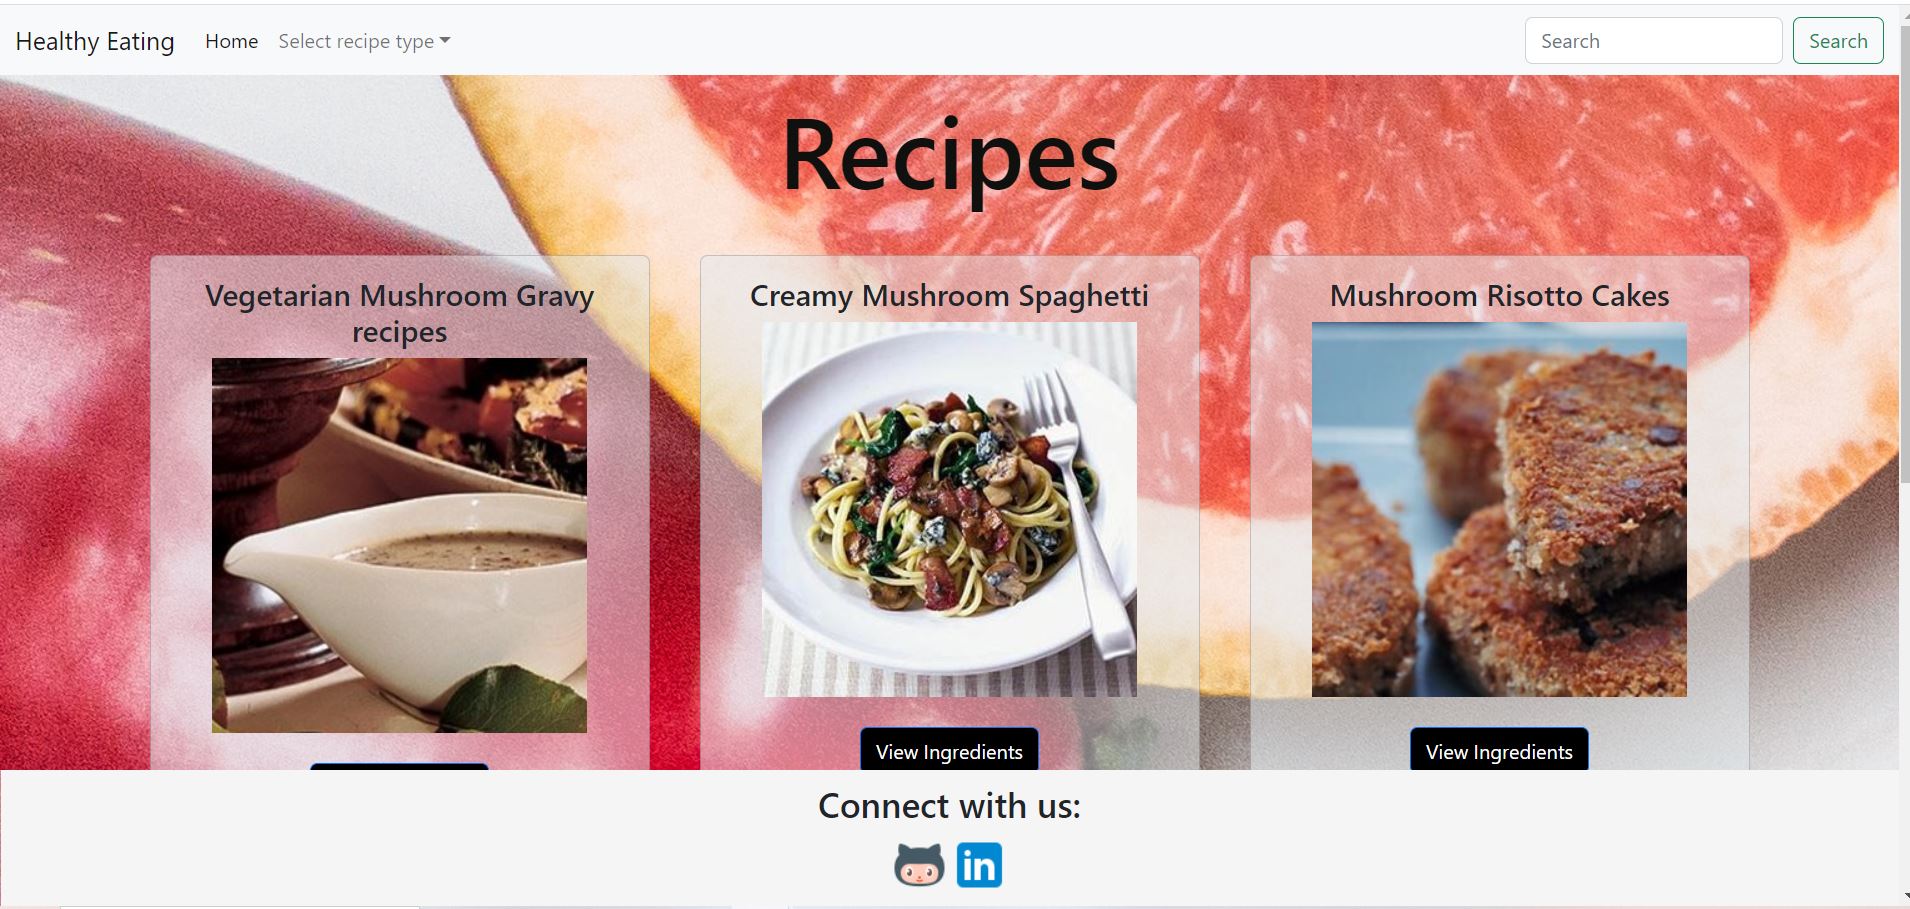 Healthy Eating
Home
Select recipe type
Search
Search
Recipes
Vegetarian Mushroom Gravy
recipes
Creamy Mushroom Spaghetti
Mushroom Risotto Cakes
View Ingredients
View Ingredients
Connect with us:
in